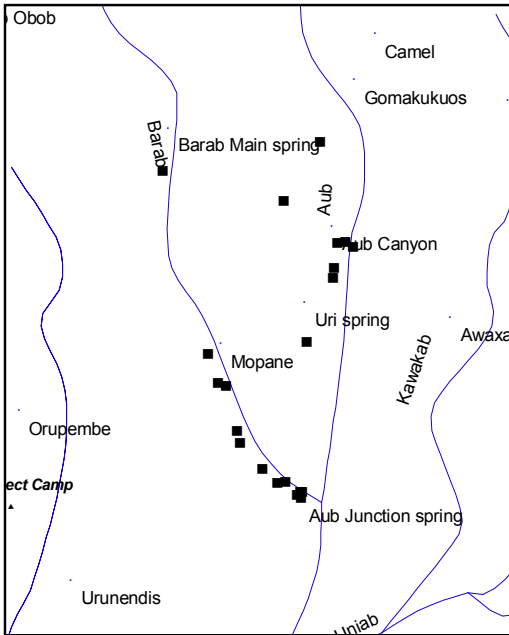 Obob
Camel
Gomakukuos
Barab
Barab Main spring
Aub
Aub Canyon
Uri spring
Awaxa
Kawakab
Mopane
Orupembe
ect Camp
Aub Junction spring
Urunendis
Uniab